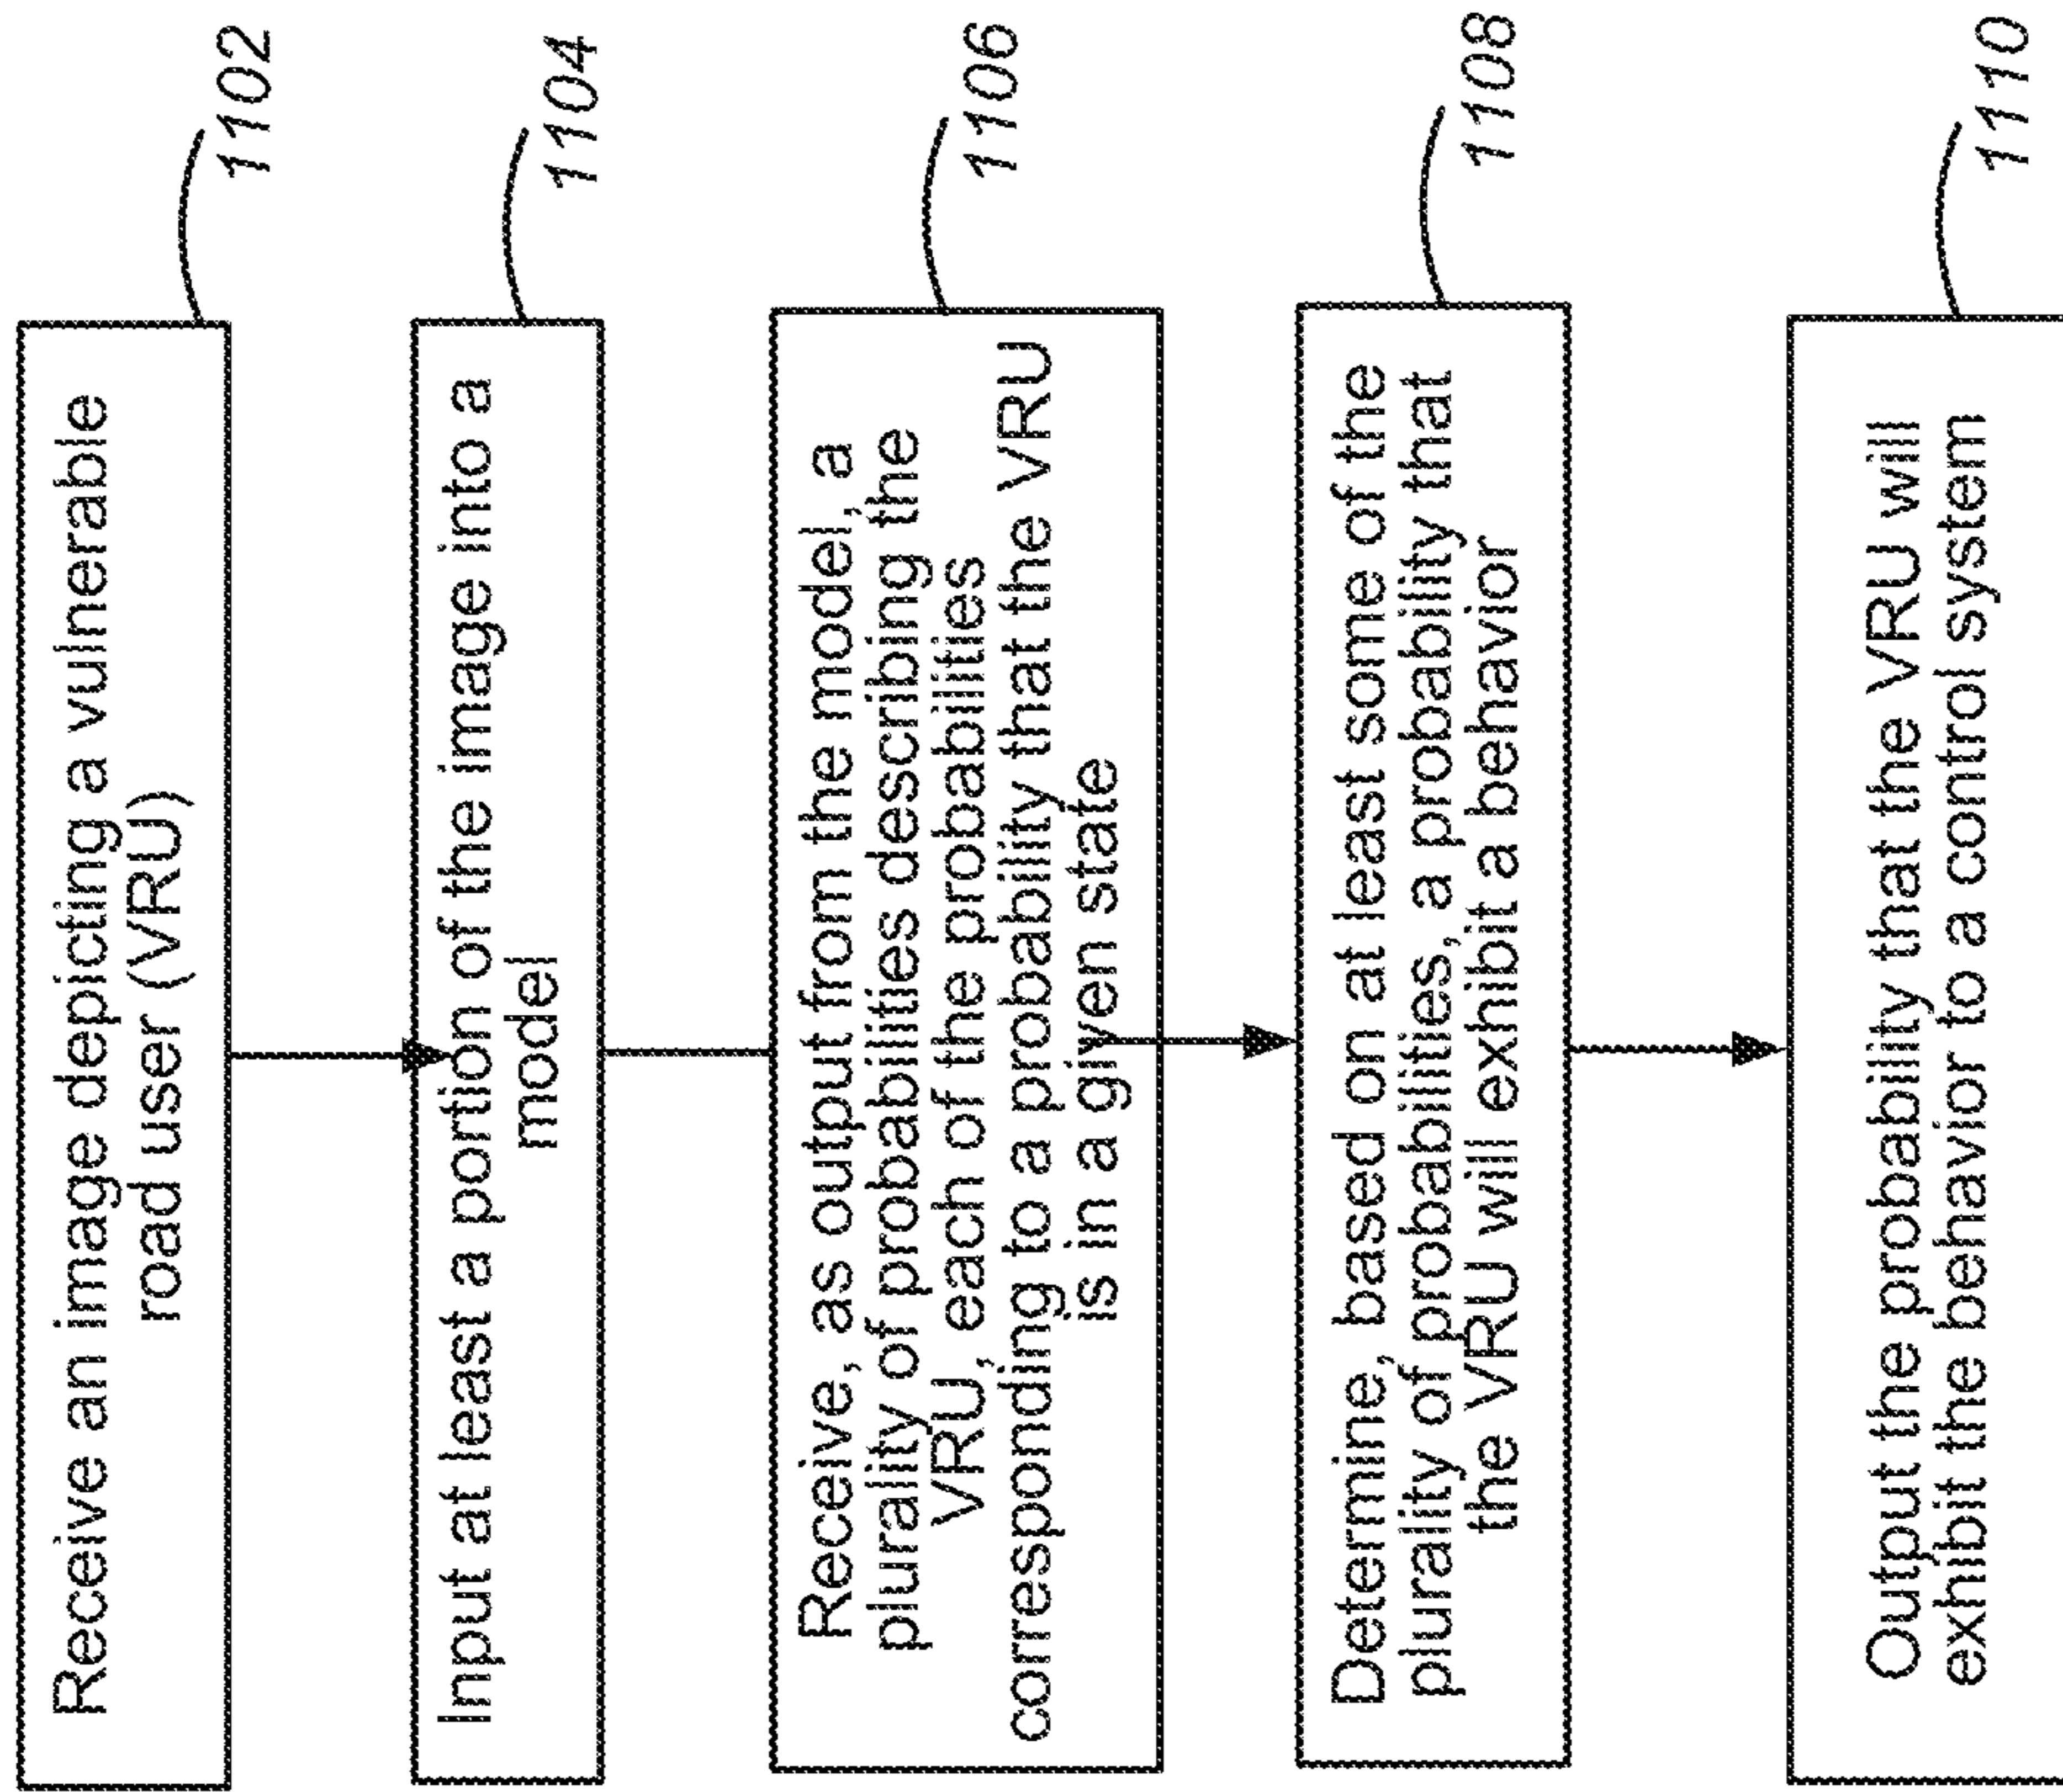 Receive an image depicting a vulnerable
road user (VRU)
1102
Input at least a portion of the image into a
model
1104
Receive, as output from the model, a
plurality of probabilities describing the
VRU, each of the probabilities
corresponding to a probability that the VRU
is in a given state
1106
Determine, based on at least some of the
plurality of probabilities, a probability that
the VRU will exhibit a behavior
1108
Output the probability that the VRU will
exhibit the behavior to a control system
1110